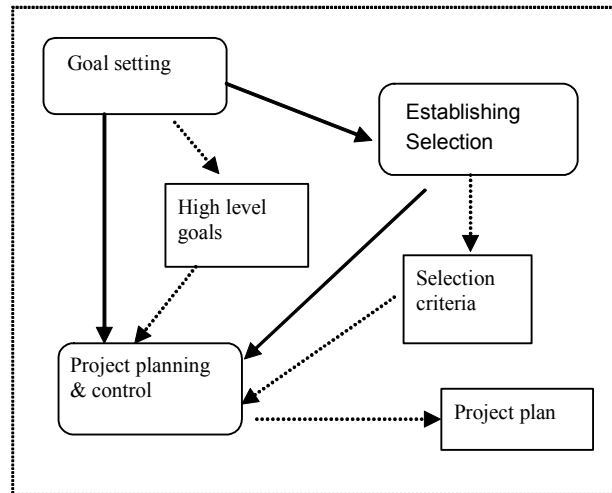 Goal setting
Establishing
Selection
High level
goals
Selection
criteria
Project planning
& control
Project plan